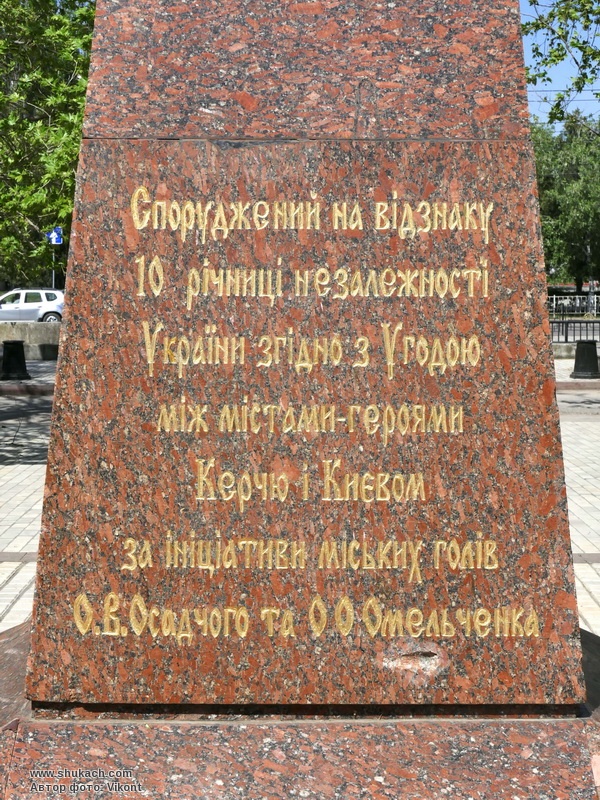 Споруджений на відзнаку
10 річниці незалежності
України згідно з Угодою
між містами-героями
Керчю і Києвом
за ініціативи міських голів
О.В.Осадчого та О О Омельченка
www.shukach.com
Автор фото: Vikont